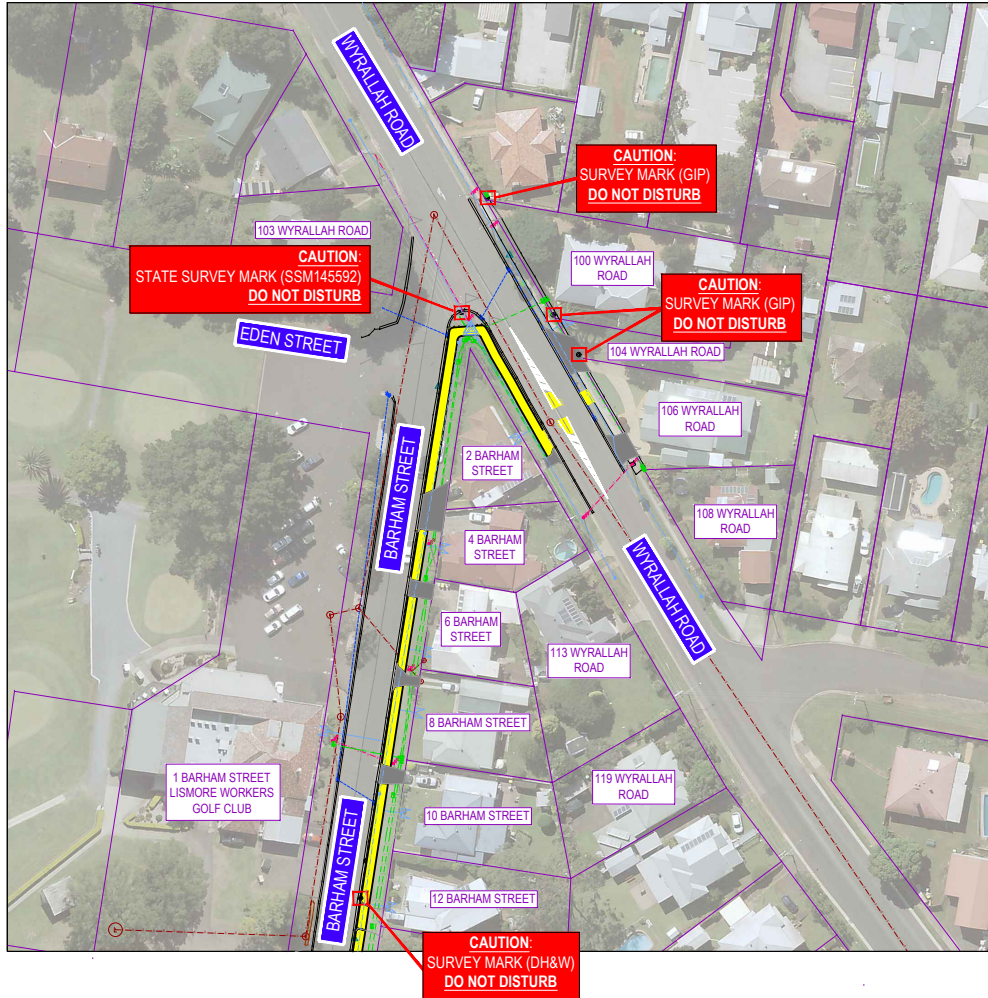 WYRALLAH ROAD
CAUTION:
SURVEY MARK (GIP)
DO NOT DISTURB
103 WYRALLAH ROAD
CAUTION:
STATE SURVEY MARK (SSM145592)
DO NOT DISTURB
100 WYRALLAH
ROAD
CAUTION:
SURVEY MARK (GIP)
DO NOT DISTURB
EDEN STREET
104 WYRALLAH ROAD
106 WYRALLAH
ROAD
2 BARHAM
STREET
BARHAM STREET
4 BARHAM
STREET
108 WYRALLAH
ROAD
WYRALLAH ROAD
6 BARHAM
STREET
113 WYRALLAH
ROAD
8 BARHAM STREET
1 BARHAM STREET
LISMORE WORKERS
GOLF CLUB
119 WYRALLAH
ROAD
10 BARHAM STREET
BARHAM STREET
12 BARHAM STREET
CAUTION:
SURVEY MARK (DH&W)
DO NOT DISTURB